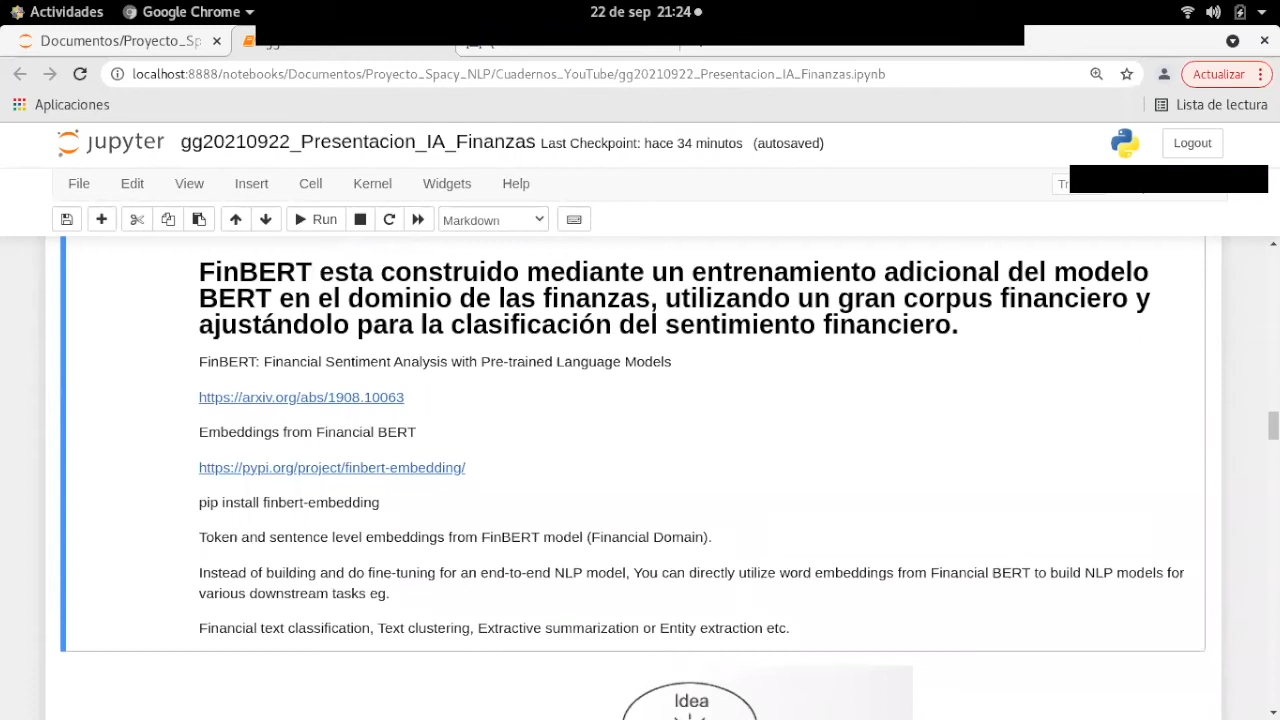 Actividades Google Chrome 22 de sep 21:24
Documentos/Proyecto_Sp
localhost:8888/notebooks/Documentos/Proyecto_Spacy_NLP/Cuadernos_YouTube/gg20210922_Presentacion_IA_Finanzas.ipynb Actualizar
Aplicaciones Lista de lectura
jupyter gg20210922_Presentacion_IA_Finanzas Last Checkpoint: hace 34 minutos (autosaved) Logout
File Edit View Insert Cell Kernel Widgets Help
Run Markdown
FinBERT esta construido mediante un entrenamiento adicional del modelo
BERT en el dominio de las finanzas, utilizando un gran corpus financiero y
ajustándolo para la clasificación del sentimiento financiero.
FinBERT: Financial Sentiment Analysis with Pre-trained Language Models
https://arxiv.org/abs/1908.10063
Embeddings from Financial BERT
https://pypi.org/project/finbert-embedding/
pip install finbert-embedding
Token and sentence level embeddings from FinBERT model (Financial Domain).
Instead of building and do fine-tuning for an end-to-end NLP model, You can directly utilize word embeddings from Financial BERT to build NLP models for
various downstream tasks eg.
Financial text classification, Text clustering, Extractive summarization or Entity extraction etc.
Idea